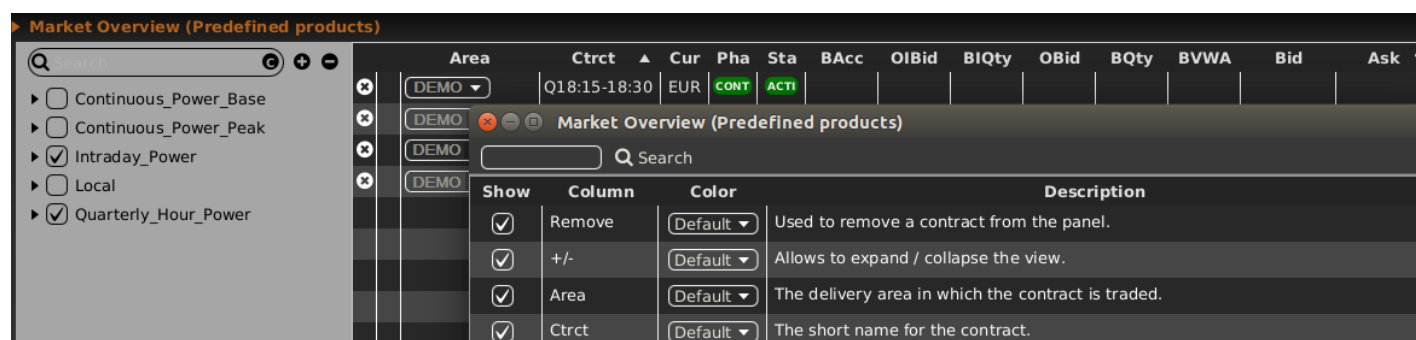 Market Overview (Predefined products)
Search
Area Ctrct Cur Pha Sta BAcc OIBid BIQty OBid BQty BVWA Bid Ask
DEMO Q18:15-18:30 EUR CONT ACTI
DEMO
DEMO
DEMO
Continuous_Power_Base
Continuous_Power_Peak
Intraday_Power
Local
Quarterly_Hour_Power
Market Overview (Predefined products)
Search
Show Column Color Description
Remove Default Used to remove a contract from the panel.
+/- Default Allows to expand / collapse the view.
Area Default The delivery area in which the contract is traded.
Ctrct Default The short name for the contract.